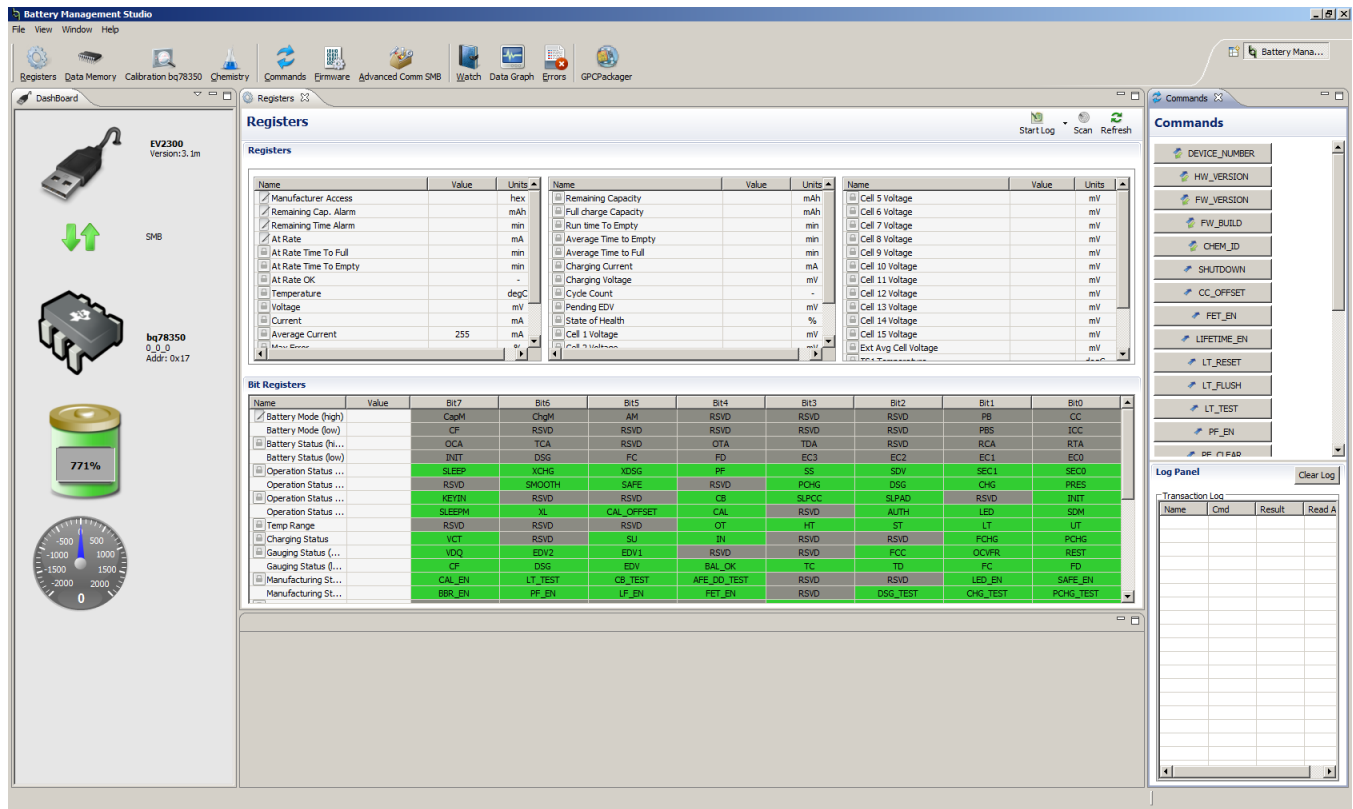 Battery Management Studio
File View Window Help
Registers Data Memory Calibration bq78350 Chemistry Commands Firmware Advanced Comm SMB Watch Data Graph Errors GPCPackager
Battery Mana...
DashBoard
EV2300
Version:3.1m
SMB
bq78350
0_0_0
Addr: 0x17
771%
-500 500
-1000 1000
-1500 1500
-2000 2000
0
Registers
Registers
Start Log Scan Refresh
Registers
Name Value Units
Manufacturer Access hex
Remaining Cap. Alarm mAh
Remaining Time Alarm min
At Rate mA
At Rate Time To Full min
At Rate Time To Empty min
At Rate OK -
Temperature degC
Voltage mV
Current mA
Average Current 255 mA
Max Error %
Name Value Units
Remaining Capacity mAh
Full charge Capacity mAh
Run time To Empty min
Average Time to Empty min
Average Time to Full min
Charging Current mA
Charging Voltage mV
Cycle Count -
Pending EDV mV
State of Health %
Cell 1 Voltage mV
Cell 2 Voltage mV
Name Value Units
Cell 5 Voltage mV
Cell 6 Voltage mV
Cell 7 Voltage mV
Cell 8 Voltage mV
Cell 9 Voltage mV
Cell 10 Voltage mV
Cell 11 Voltage mV
Cell 12 Voltage mV
Cell 13 Voltage mV
Cell 14 Voltage mV
Cell 15 Voltage mV
Ext Avg Cell Voltage mV
TS1 Temperature degC
Bit Registers
Name Value Bit7 Bit6 Bit5 Bit4 Bit3 Bit2 Bit1 Bit0
Battery Mode (high) CapM ChgM AM RSVD RSVD RSVD PB CC
Battery Mode (low) CF RSVD RSVD RSVD RSVD RSVD PBS ICC
Battery Status (hi... OCA TCA RSVD OTA TDA RSVD RCA RTA
Battery Status (low) INIT DSG FC FD EC3 EC2 EC1 EC0
Operation Status ... SLEEP XCHG XDSG PF SS SDV SEC1 SEC0
Operation Status ... RSVD SMOOTH SAFE RSVD PCHG DSG CHG PRES
Operation Status ... KEYIN RSVD RSVD CB SLPCC SLPAD RSVD INIT
Operation Status ... SLEEPM XL CAL_OFFSET CAL RSVD AUTH LED SDM
Temp Range RSVD RSVD RSVD OT HT ST LT UT
Charging Status VCT RSVD SU IN RSVD RSVD FCHG PCHG
Gauging Status (... VDQ EDV2 EDV1 RSVD RSVD FCC OCVFR REST
Gauging Status (l... CF DSG EDV BAL_OK TC TD FC FD
Manufacturing St... CAL_EN LT_TEST CB_TEST AFE_DD_TEST RSVD RSVD LED_EN SAFE_EN
Manufacturing St... BBR_EN PF_EN LF_EN FET_EN RSVD DSG_TEST CHG_TEST PCHG_TEST
Commands
Commands
DEVICE_NUMBER
HW_VERSION
FW_VERSION
FW_BUILD
CHEM_ID
SHUTDOWN
CC_OFFSET
FET_EN
LIFETIME_EN
LT_RESET
LT_FLUSH
LT_TEST
PF_EN
PF_CLEAR
Log Panel Clear Log
Transaction Log
Name Cmd Result Read A